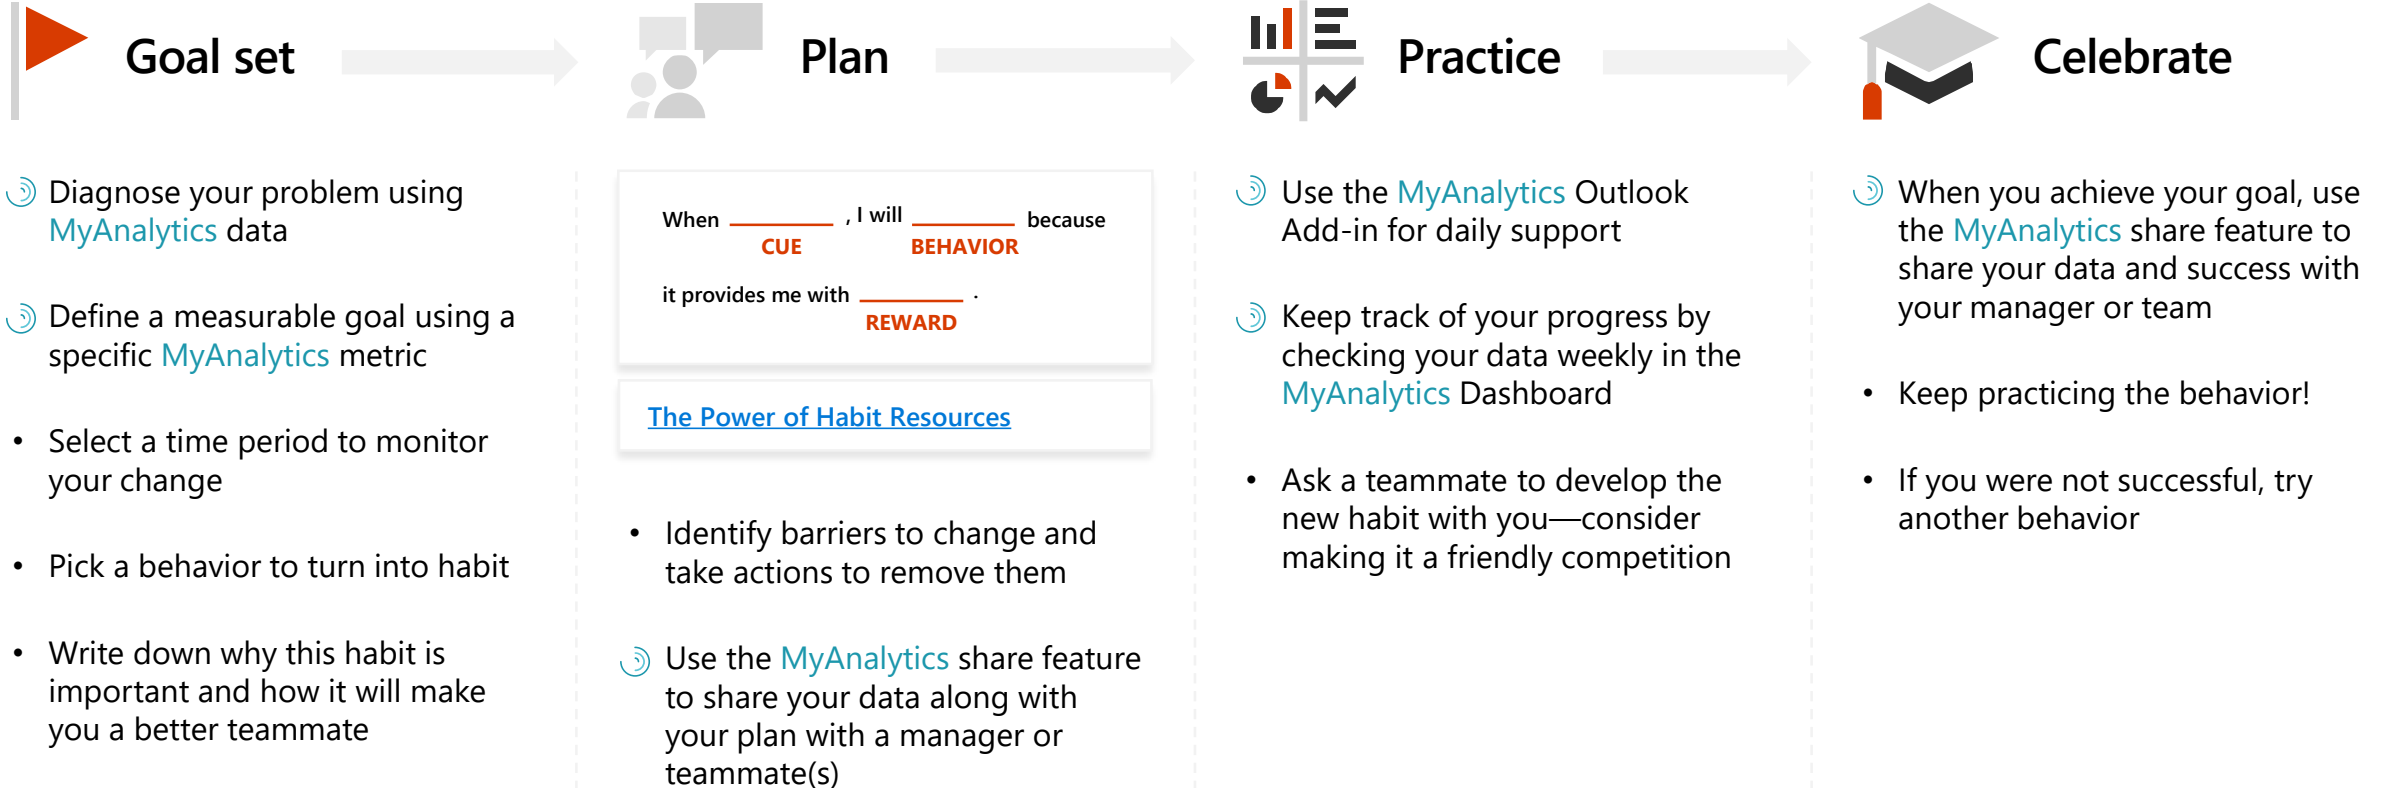 Goal set
Diagnose your problem using
MyAnalytics data
Define a measurable goal using a
specific MyAnalytics metric
• Select a time period to monitor
your change
• Pick a behavior to turn into habit
• Write down why this habit is
important and how it will make
you a better teammate
Plan
When ________ , I will ________ because
CUE BEHAVIOR
it provides me with ________ .
REWARD
The Power of Habit Resources
• Identify barriers to change and
take actions to remove them
Use the MyAnalytics share feature
to share your data along with
your plan with a manager or
teammate(s)
Practice
Use the MyAnalytics Outlook
Add-in for daily support
Keep track of your progress by
checking your data weekly in the
MyAnalytics Dashboard
• Ask a teammate to develop the
new habit with you—consider
making it a friendly competition
Celebrate
When you achieve your goal, use
the MyAnalytics share feature to
share your data and success with
your manager or team
• Keep practicing the behavior!
• If you were not successful, try
another behavior